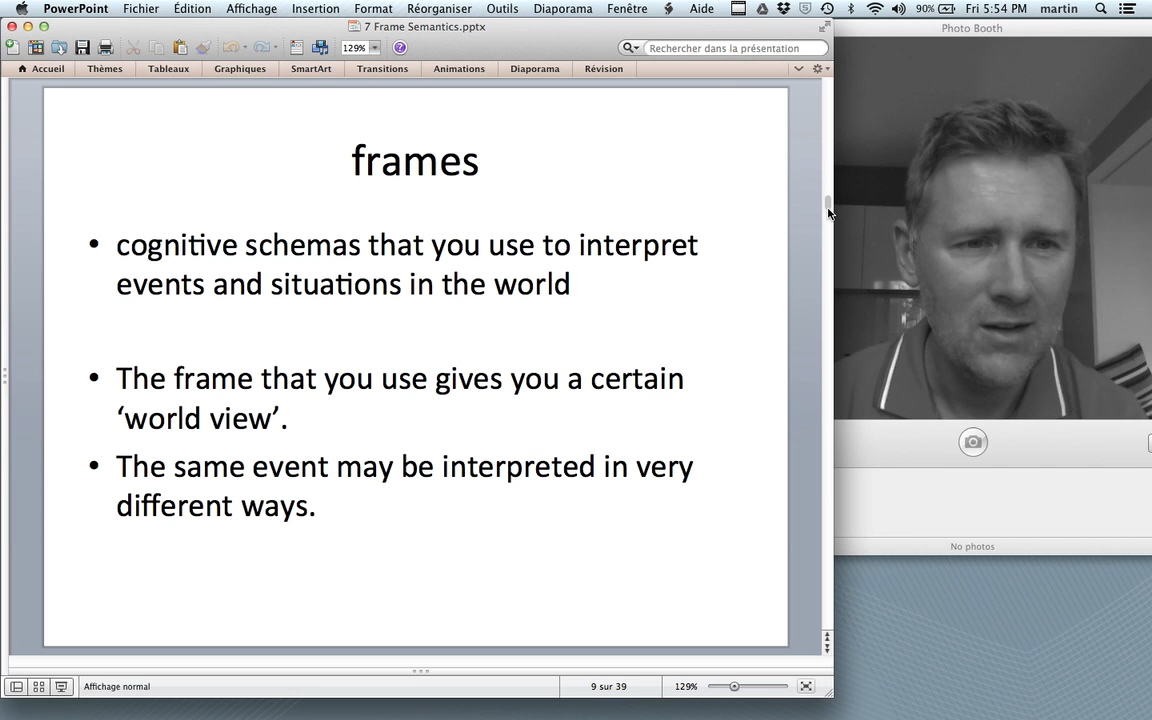 PowerPoint Fichier Édition Affichage Insertion Format Réorganiser Outils Diaporama Fenêtre Aide 90% Fri 5:54 PM martin
7 Frame Semantics.pptx
Photo Booth
129% Rechercher dans la présentation
Accueil Thèmes Tableaux Graphiques SmartArt Transitions Animations Diaporama Révision
frames
• cognitive schemas that you use to interpret
events and situations in the world
• The frame that you use gives you a certain
‘world view’.
• The same event may be interpreted in very
different ways.
No photos
Affichage normal 9 sur 39 129%